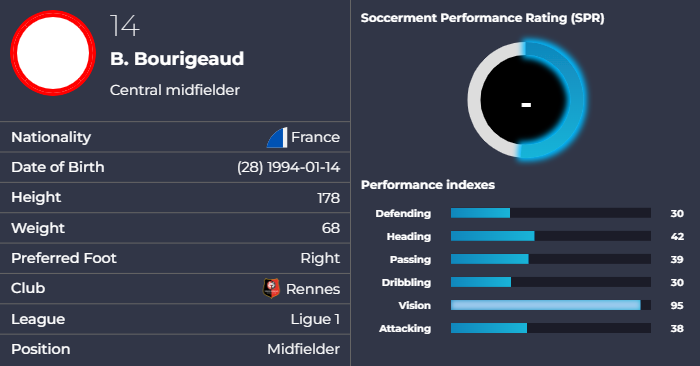 14
B. Bourigeaud
Central midfielder
Nationality France
Date of Birth (28) 1994-01-14
Height 178
Weight 68
Preferred Foot Right
Club Rennes
League Ligue 1
Position Midfielder
Soccerment Performance Rating (SPR)
-
Performance indexes
Defending 30
Heading 42
Passing 39
Dribbling 30
Vision 95
Attacking 38